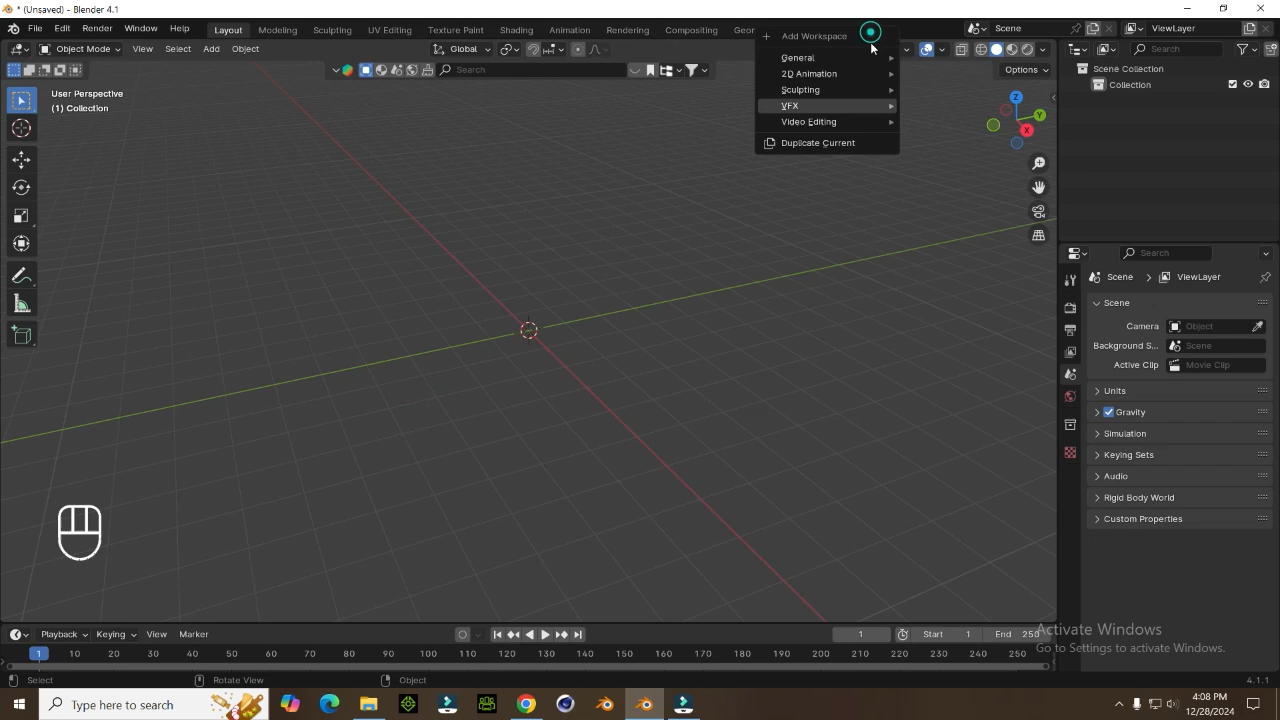 * (Unsaved) - Blender 4.1
File Edit Render Window Help
Layout Modeling Sculpting UV Editing Texture Paint Shading Animation Rendering Compositing Geom
Scene
ViewLayer
Object Mode View Select Add Object
Global
Search
Search
Options
User Perspective
(1) Collection
Add Workspace
General
2D Animation
Sculpting
VFX
Video Editing
Duplicate Current
Z
Y
X
Scene Collection
Collection
Search
Scene ViewLayer
Scene
Camera Object
Background S... Scene
Active Clip Movie Clip
Units
Gravity
Simulation
Keying Sets
Audio
Rigid Body World
Custom Properties
Playback Keying View Marker
1 Start 1 End 250
1 10 20 30 40 50 60 70 80 90 100 110 120 130 140 150 160 170 180 190 200 210 220 230 240 250
Activate Windows
Go to Settings to activate Windows.
Select Rotate View Object 4.1.1
Type here to search
4:08 PM
12/28/2024